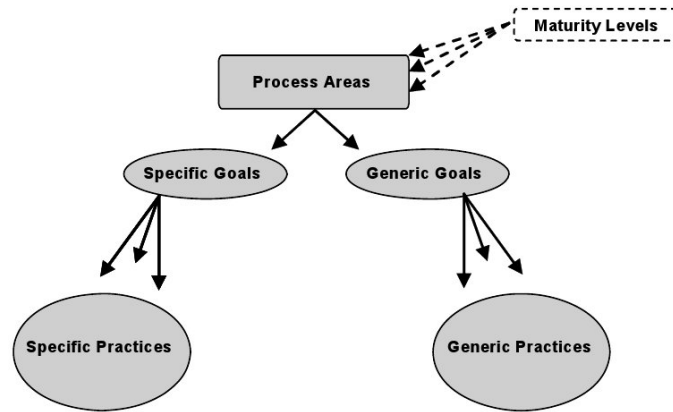 Maturity Levels
Process Areas
Specific Goals
Generic Goals
Specific Practices
Generic Practices